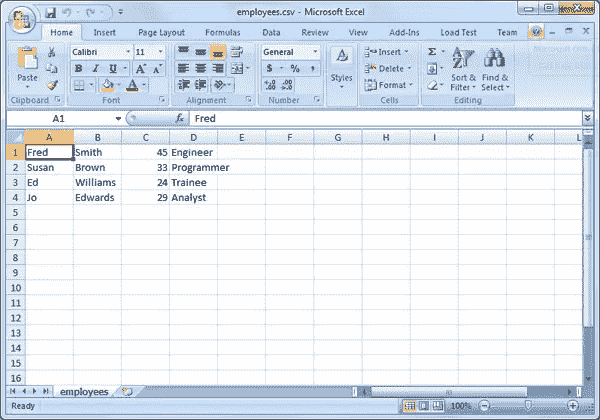 employees.csv - Microsoft Excel
Home Insert Page Layout Formulas Data Review View Add-Ins Load Test Team
Calibri 11 General Insert
Paste B I U A A $ % , Styles Delete Sort & Find &
Format Filter Select
Clipboard Font Alignment Number Cells Editing
A1 fx Fred
A B C D E F G H I J K L
1 Fred Smith 45 Engineer
2 Susan Brown 33 Programmer
3 Ed Williams 24 Trainee
4 Jo Edwards 29 Analyst
5
6
7
8
9
10
11
12
13
14
15
16
employees
Ready 100%